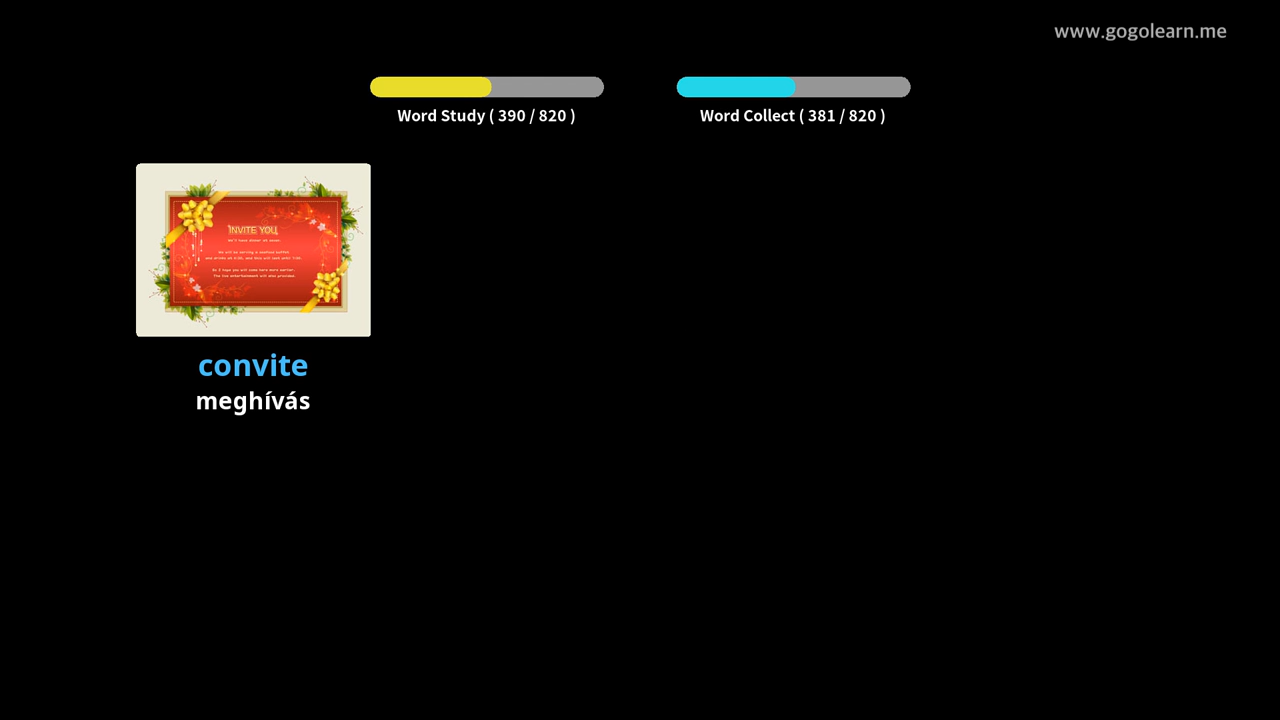 www.gogolearn.me
Word Study ( 390 / 820 )
Word Collect ( 381 / 820 )
INVITE YOU
convite
meghívás